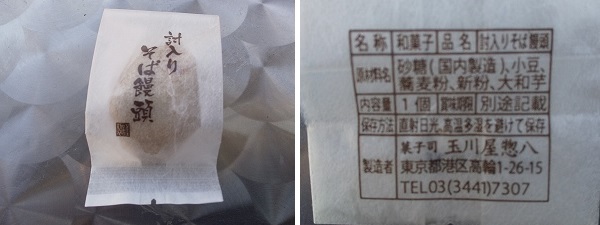 討入り
そば饅頭
名称 和菓子 品名 討入りそば饅頭
原材料名 砂糖(国内製造)、小豆、
蕎麦粉、新粉、大和芋
内容量 1個 賞味期限 別途記載
保存方法 直射日光、高温多湿を避けて保存
製造者 菓子司 玉川屋惣八
東京都港区高輪1-26-15
TEL03(3441)7307